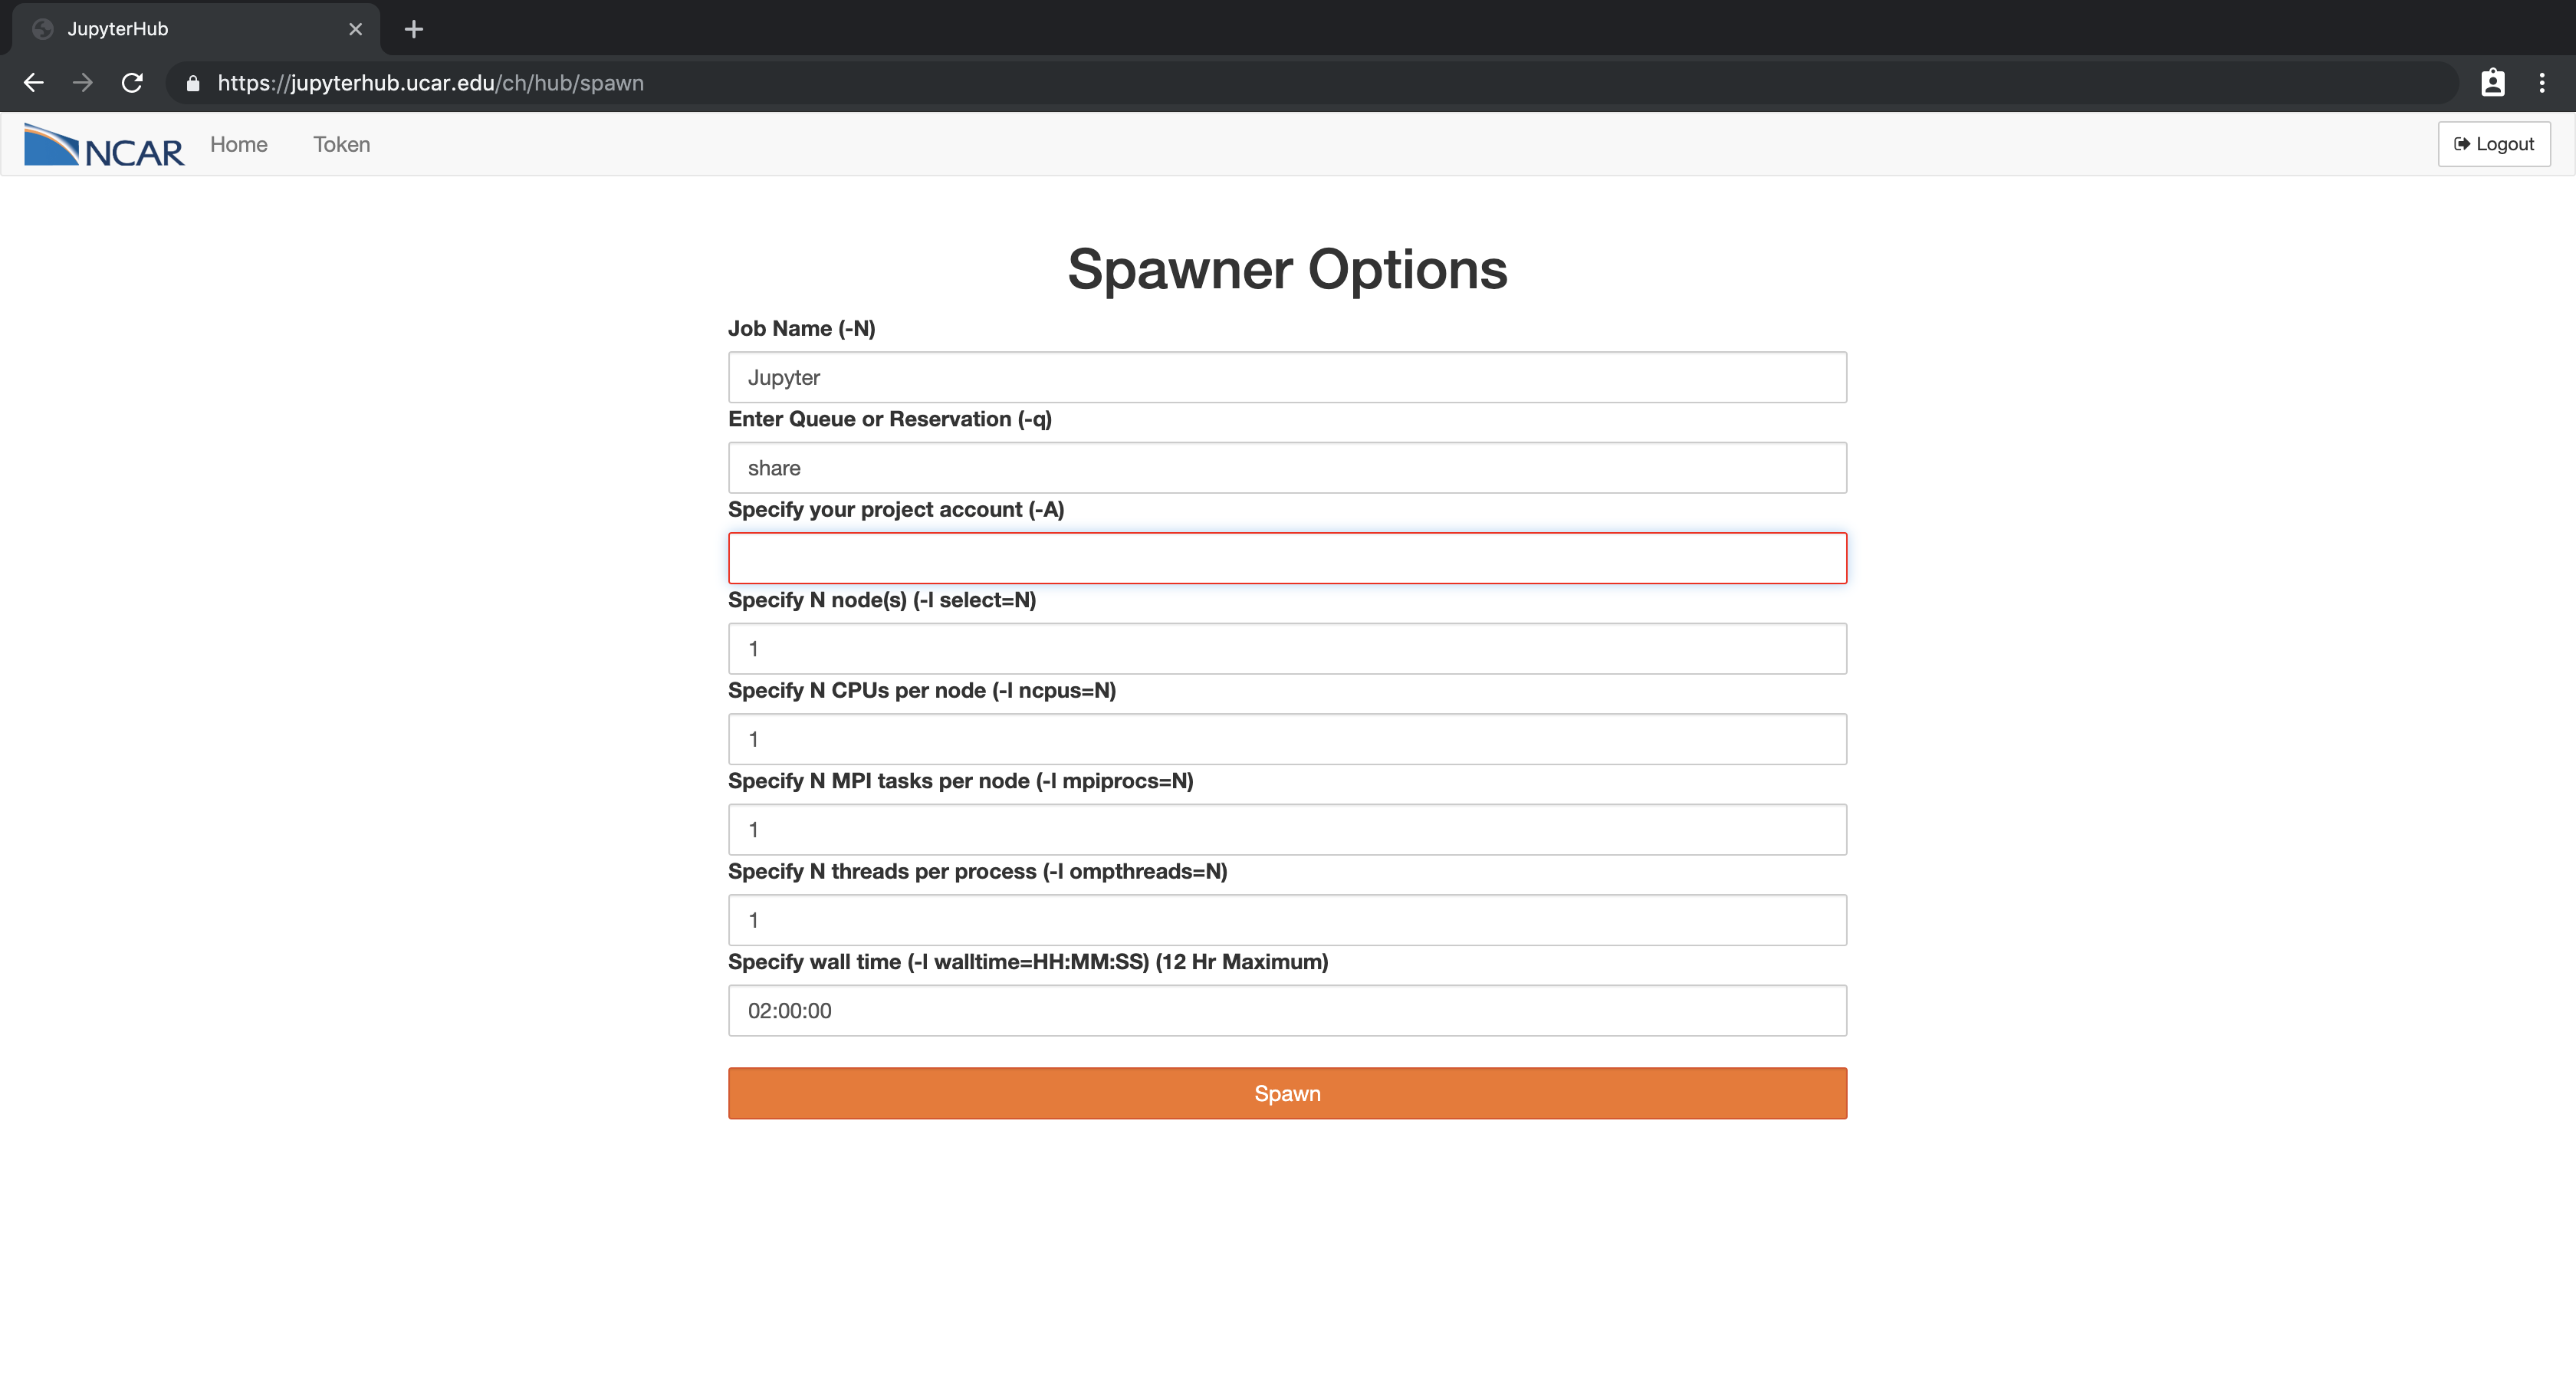 JupyterHub
https://jupyterhub.ucar.edu/ch/hub/spawn
NCAR Home Token Logout
Spawner Options
Job Name (-N)
Jupyter
Enter Queue or Reservation (-q)
share
Specify your project account (-A)
Specify N node(s) (-l select=N)
1
Specify N CPUs per node (-l ncpus=N)
1
Specify N MPI tasks per node (-l mpiprocs=N)
1
Specify N threads per process (-l ompthreads=N)
1
Specify wall time (-l walltime=HH:MM:SS) (12 Hr Maximum)
02:00:00
Spawn